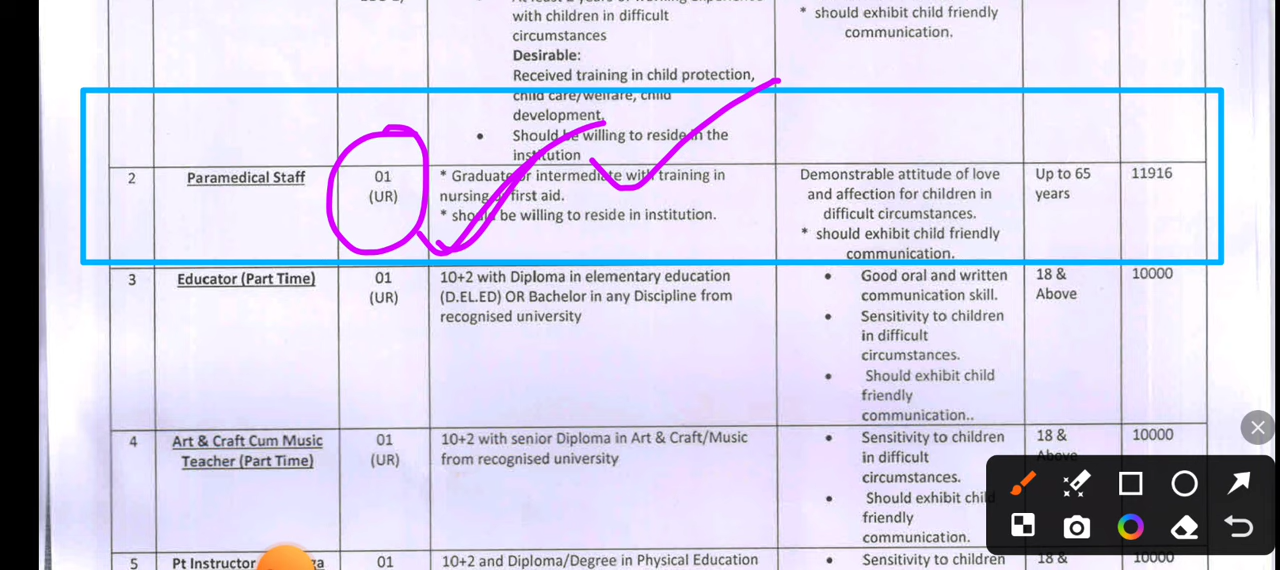 At least 2 years of working experience
with children in difficult
circumstances
Desirable:
Received training in child protection,
child care/welfare, child
development.
• Should be willing to reside in the
institution
* should exhibit child friendly
communication.
2
Paramedical Staff
01
(UR)
* Graduate or intermediate with training in
nursing & first aid.
* should be willing to reside in institution.
Demonstrable attitude of love
and affection for children in
difficult circumstances.
* should exhibit child friendly
communication.
Up to 65
years
11916
3
Educator (Part Time)
01
(UR)
10+2 with Diploma in elementary education
(D.EL.ED) OR Bachelor in any Discipline from
recognised university
• Good oral and written
communication skill.
• Sensitivity to children
in difficult
circumstances.
• Should exhibit child
friendly
communication..
18 &
Above
10000
4
Art & Craft Cum Music
Teacher (Part Time)
01
(UR)
10+2 with senior Diploma in Art & Craft/Music
from recognised university
• Sensitivity to children
in difficult
circumstances.
• Should exhibit child
friendly
communication.
18 &
Above
10000
5
Pt Instructor
01
10+2 and Diploma/Degree in Physical Education
• Sensitivity to children
18 &
10000